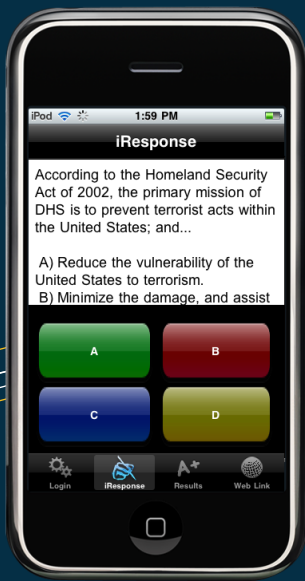 iPod 1:59 PM
iResponse
According to the Homeland Security
Act of 2002, the primary mission of
DHS is to prevent terrorist acts within
the United States; and...
A) Reduce the vulnerability of the
United States to terrorism.
B) Minimize the damage, and assist
A B
C D
Login iResponse Results Web Link